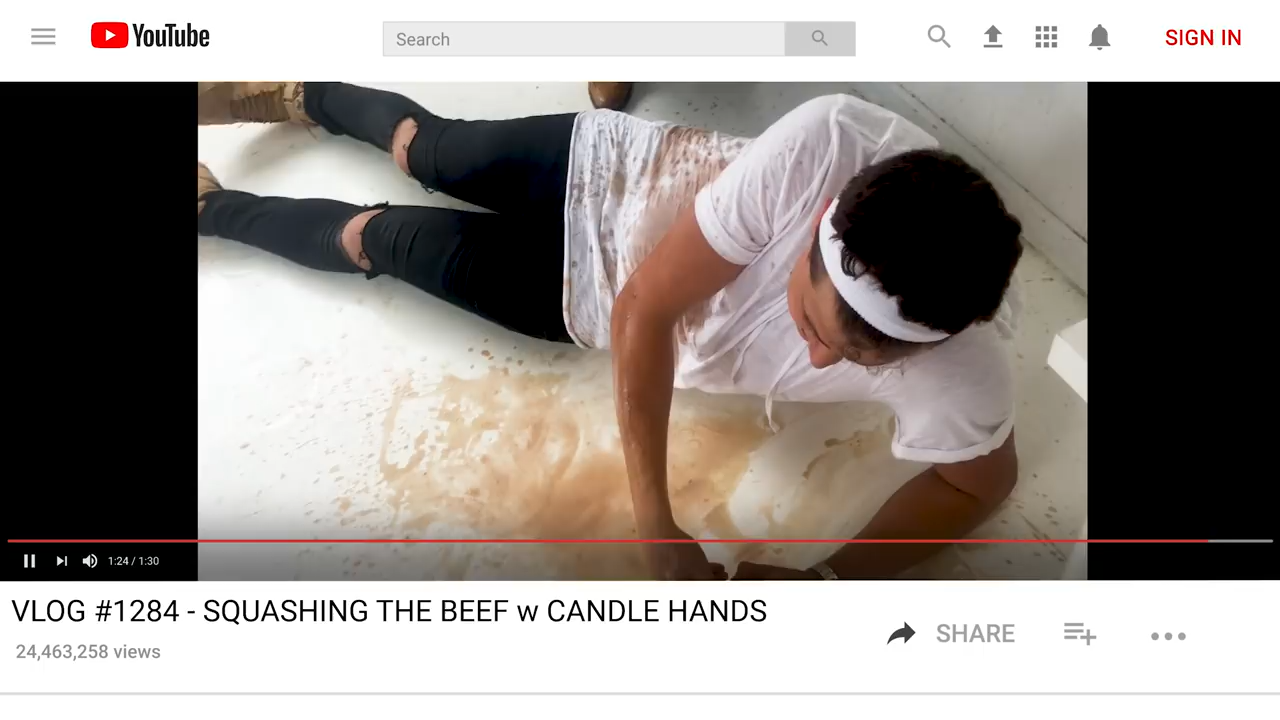 YouTube
Search
SIGN IN
1:24 / 1:30
VLOG #1284 - SQUASHING THE BEEF w CANDLE HANDS
SHARE
24,463,258 views